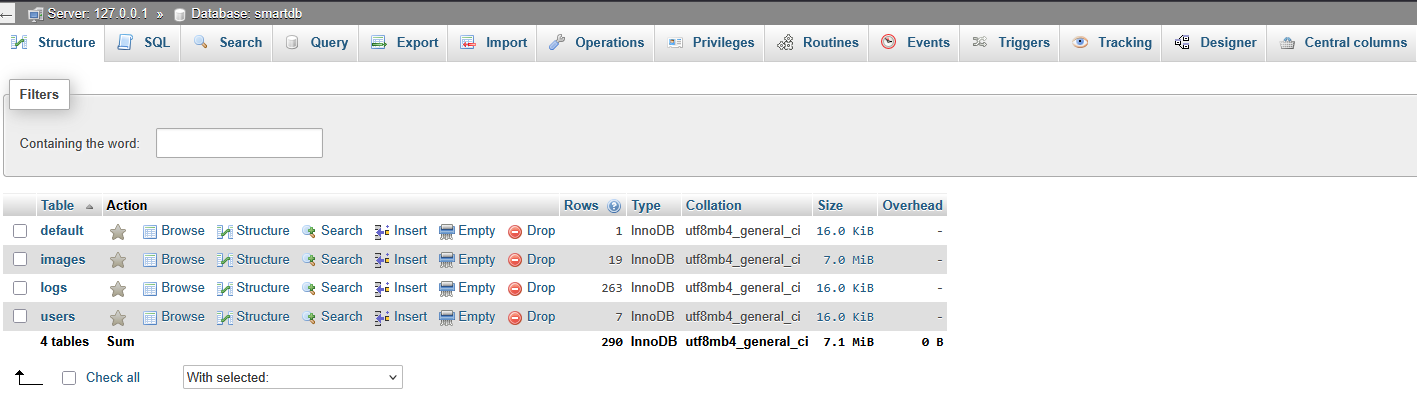 Server: 127.0.0.1 » Database: smartdb
Structure SQL Search Query Export Import Operations Privileges Routines Events Triggers Tracking Designer Central columns
Filters
Containing the word:
Table Action Rows Type Collation Size Overhead
default Browse Structure Search Insert Empty Drop 1 InnoDB utf8mb4_general_ci 16.0 KiB -
images Browse Structure Search Insert Empty Drop 19 InnoDB utf8mb4_general_ci 7.0 MiB -
logs Browse Structure Search Insert Empty Drop 263 InnoDB utf8mb4_general_ci 16.0 KiB -
users Browse Structure Search Insert Empty Drop 7 InnoDB utf8mb4_general_ci 16.0 KiB -
4 tables Sum 290 InnoDB utf8mb4_general_ci 7.1 MiB 0 B
Check all With selected: